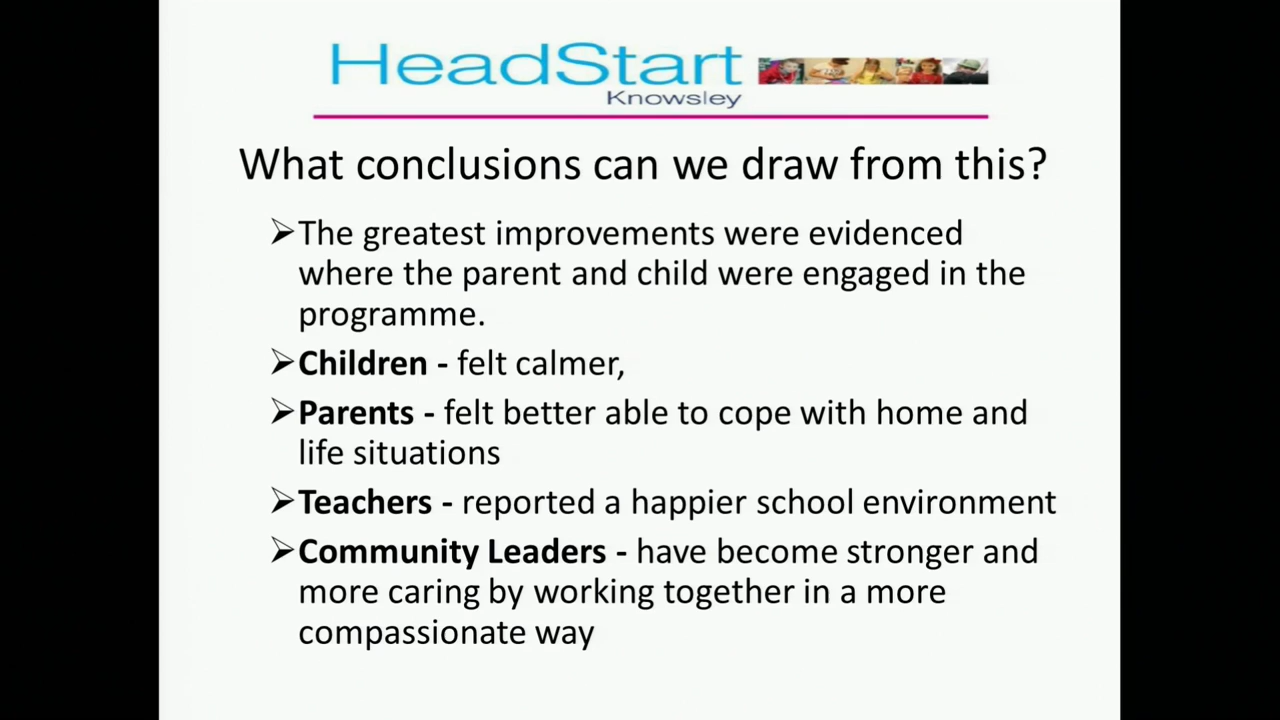 HeadStart
Knowsley
What conclusions can we draw from this?
➢The greatest improvements were evidenced
where the parent and child were engaged in the
programme.
➢Children - felt calmer,
➢Parents - felt better able to cope with home and
life situations
➢Teachers - reported a happier school environment
➢Community Leaders - have become stronger and
more caring by working together in a more
compassionate way